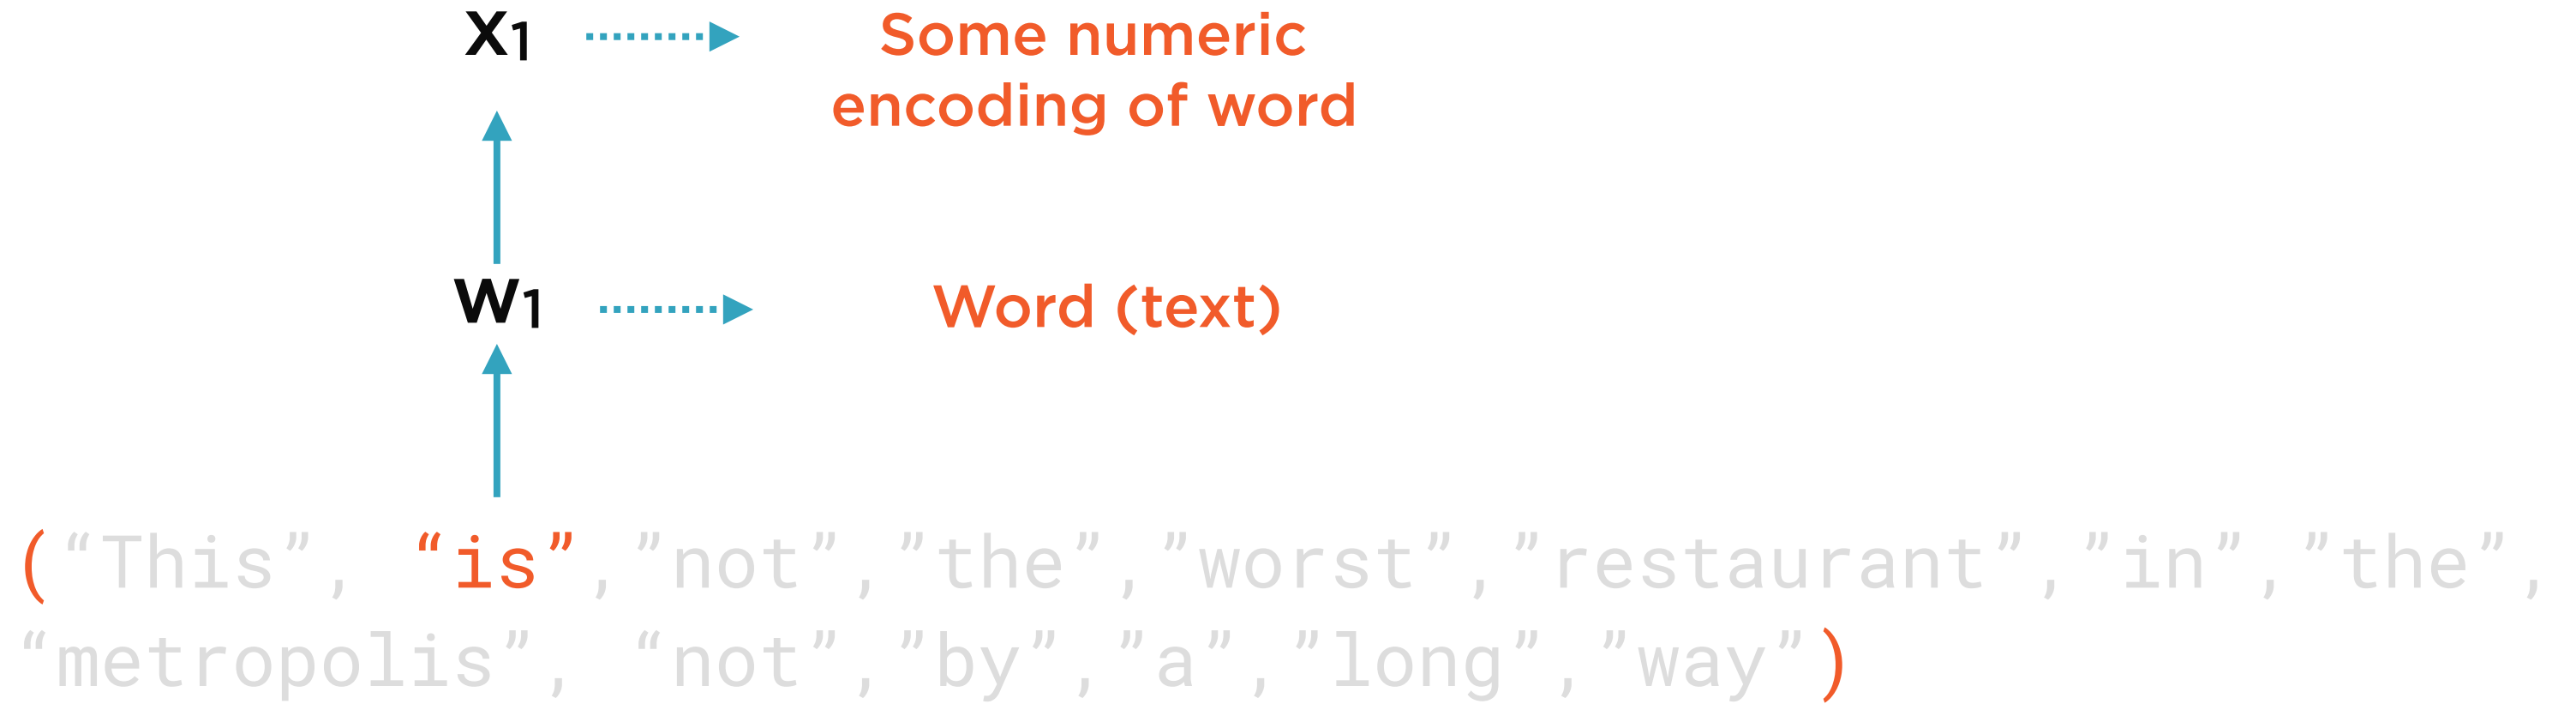 x1
Some numeric
encoding of word
w1
Word (text)
(“This”, “is”,”not”,”the”,”worst”,”restaurant”,”in”,”the”,
“metropolis”, “not”,”by”,”a”,”long”,”way”)